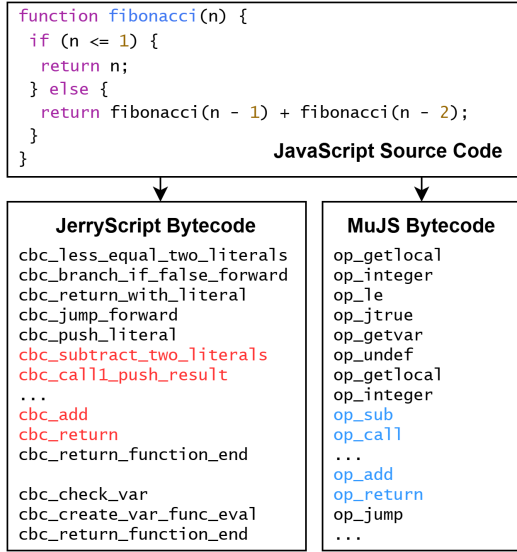 function fibonacci(n) {
if (n <= 1) {
return n;
} else {
return fibonacci(n - 1) + fibonacci(n - 2);
}
}
JavaScript Source Code
JerryScript Bytecode
cbc_less_equal_two_literals
cbc_branch_if_false_forward
cbc_return_with_literal
cbc_jump_forward
cbc_push_literal
cbc_subtract_two_literals
cbc_call1_push_result
...
cbc_add
cbc_return
cbc_return_function_end
cbc_check_var
cbc_create_var_func_eval
cbc_return_function_end
MuJS Bytecode
op_getlocal
op_integer
op_le
op_jtrue
op_getvar
op_undef
op_getlocal
op_integer
op_sub
op_call
...
op_add
op_return
op_jump
...